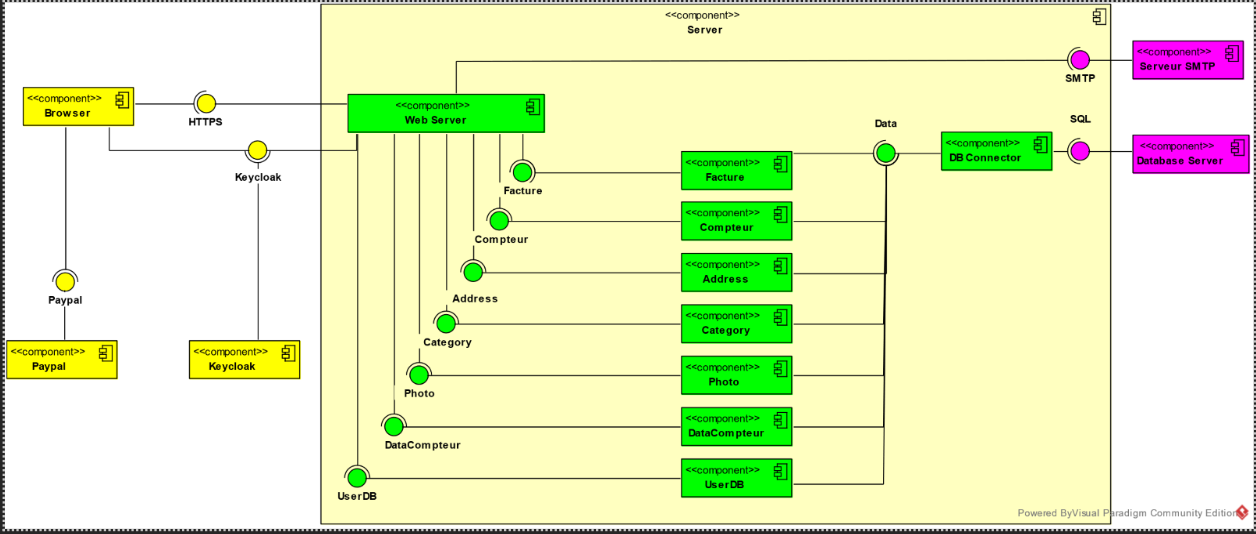 <<component>>
Server
<<component>>
Serveur SMTP
SMTP
<<component>>
Browser
HTTPS
<<component>>
Web Server
Keycloak
Data
SQL
<<component>>
DB Connector
<<component>>
Database Server
Facture
<<component>>
Facture
Compteur
<<component>>
Compteur
Address
<<component>>
Address
Paypal
Category
<<component>>
Category
<<component>>
Paypal
<<component>>
Keycloak
Photo
<<component>>
Photo
DataCompteur
<<component>>
DataCompteur
UserDB
<<component>>
UserDB
Powered ByVisual Paradigm Community Edition